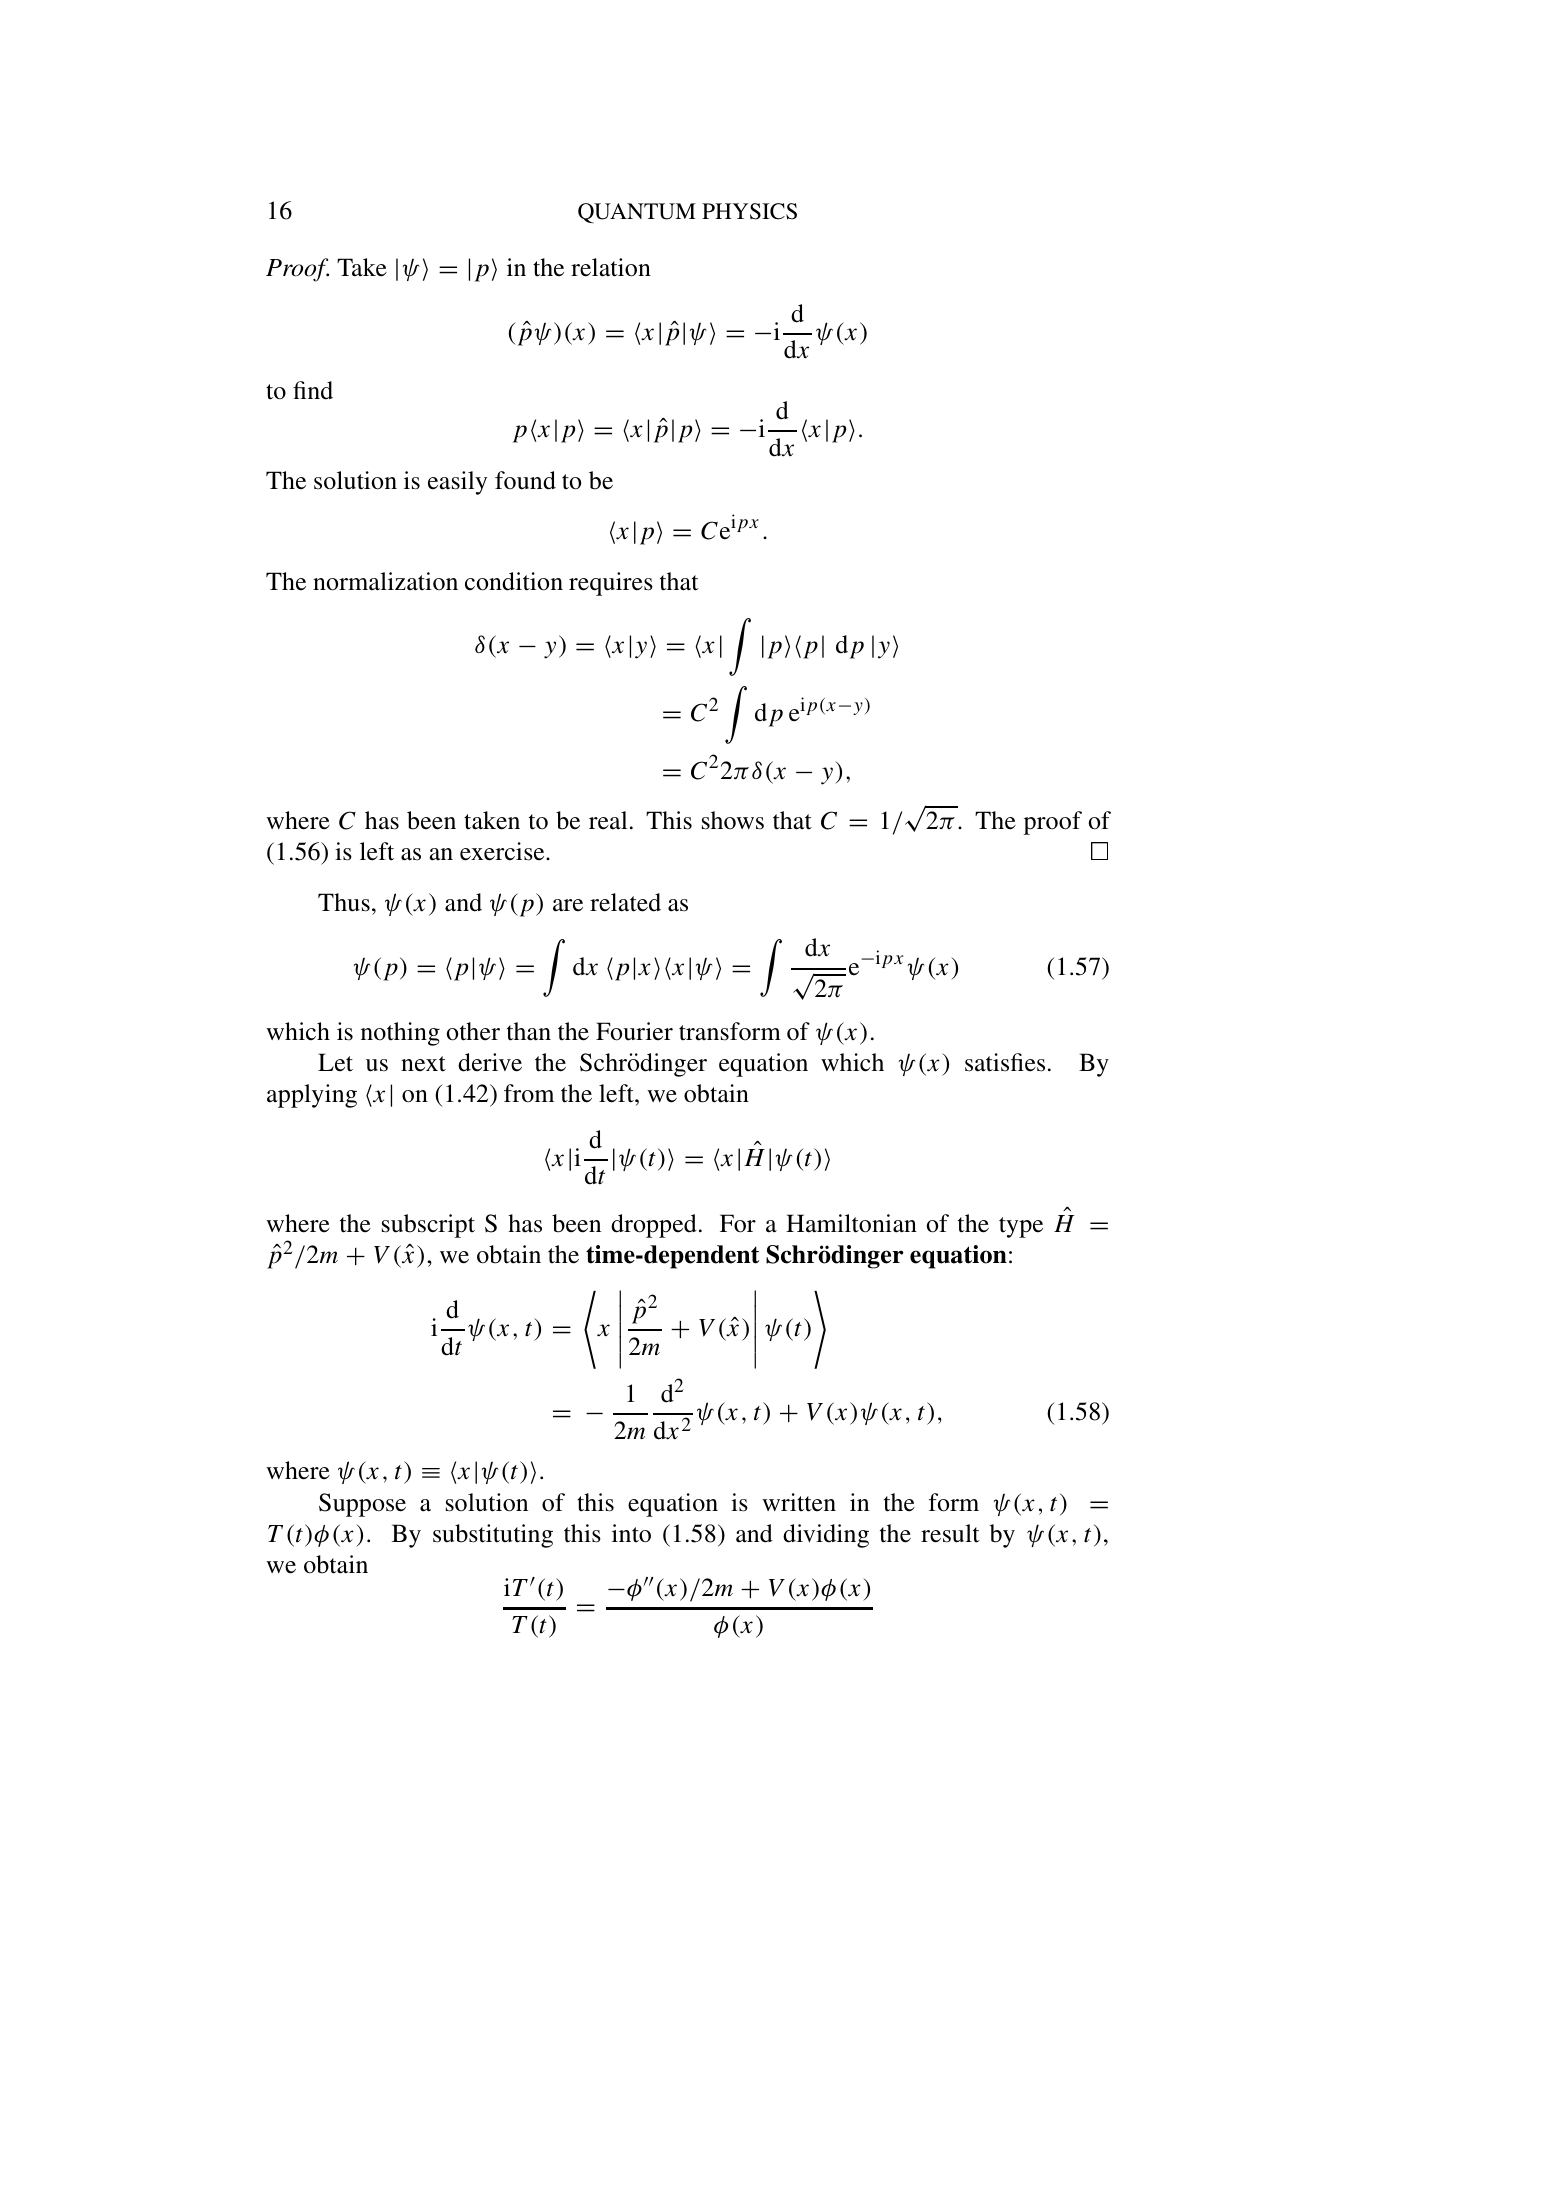 16 QUANTUM PHYSICS
Proof. Take |ψ⟩ = |p⟩ in the relation
(p̂ψ)(x) = ⟨x|p̂|ψ⟩ = −i d/dx ψ(x)
to find
p⟨x|p⟩ = ⟨x|p̂|p⟩ = −i d/dx ⟨x|p⟩.
The solution is easily found to be
⟨x|p⟩ = Ce^{ipx}.
The normalization condition requires that
δ(x − y) = ⟨x|y⟩ = ⟨x| ∫ |p⟩⟨p| dp |y⟩
= C² ∫ dp e^{ip(x−y)}
= C²2πδ(x − y),
where C has been taken to be real. This shows that C = 1/√2π. The proof of
(1.56) is left as an exercise. □
Thus, ψ(x) and ψ(p) are related as
ψ(p) = ⟨p|ψ⟩ = ∫ dx ⟨p|x⟩⟨x|ψ⟩ = ∫ dx/√2π e^{−ipx} ψ(x) (1.57)
which is nothing other than the Fourier transform of ψ(x).
Let us next derive the Schrödinger equation which ψ(x) satisfies. By
applying ⟨x| on (1.42) from the left, we obtain
⟨x|i d/dt |ψ(t)⟩ = ⟨x|Ĥ|ψ(t)⟩
where the subscript S has been dropped. For a Hamiltonian of the type Ĥ =
p̂²/2m + V(x̂), we obtain the time-dependent Schrödinger equation:
i d/dt ψ(x, t) = ⟨x | p̂²/2m + V(x̂) | ψ(t)⟩
= − 1/2m d²/dx² ψ(x, t) + V(x)ψ(x, t), (1.58)
where ψ(x, t) ≡ ⟨x|ψ(t)⟩.
Suppose a solution of this equation is written in the form ψ(x, t) =
T(t)ϕ(x). By substituting this into (1.58) and dividing the result by ψ(x, t),
we obtain
iT′(t)/T(t) = −ϕ″(x)/2m + V(x)ϕ(x)/ϕ(x)